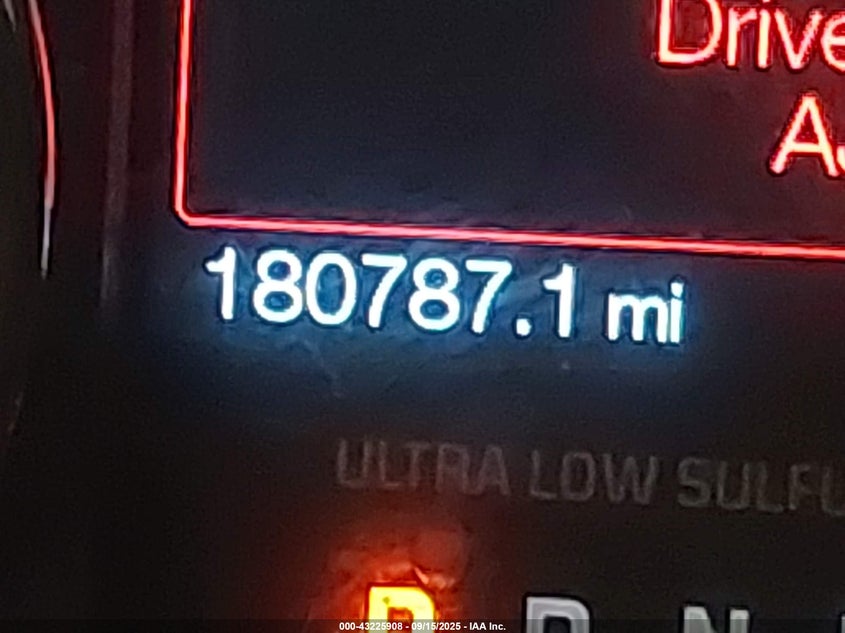 Drive
A
180787.1 mi
ULTRA LOW SULFU
P R N
000-43225908 - 09/15/2025 - IAA Inc.